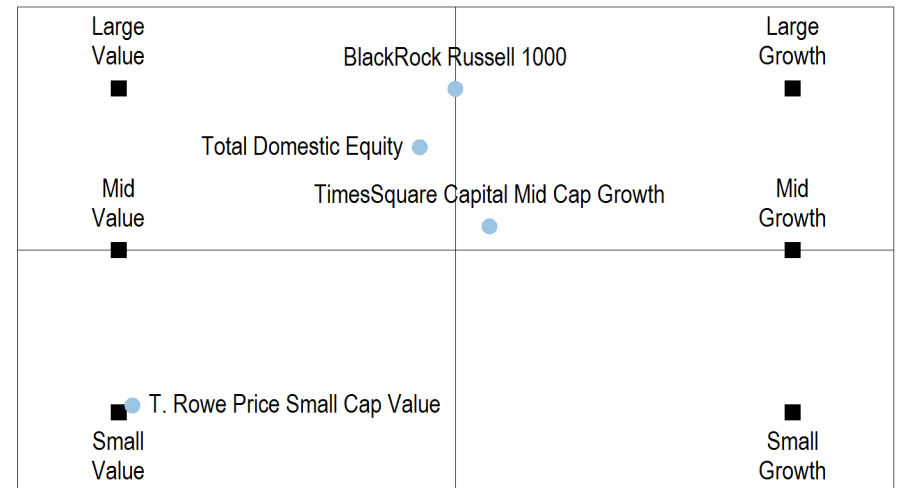 Large
Value
Large
Growth
BlackRock Russell 1000
Total Domestic Equity
Mid
Value
TimesSquare Capital Mid Cap Growth
Mid
Growth
T. Rowe Price Small Cap Value
Small
Value
Small
Growth